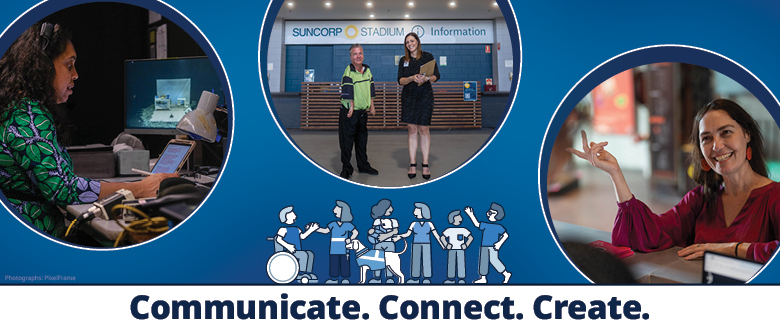 SUNCORP STADIUM i Information
Photographs: PixelFrame
Communicate. Connect. Create.